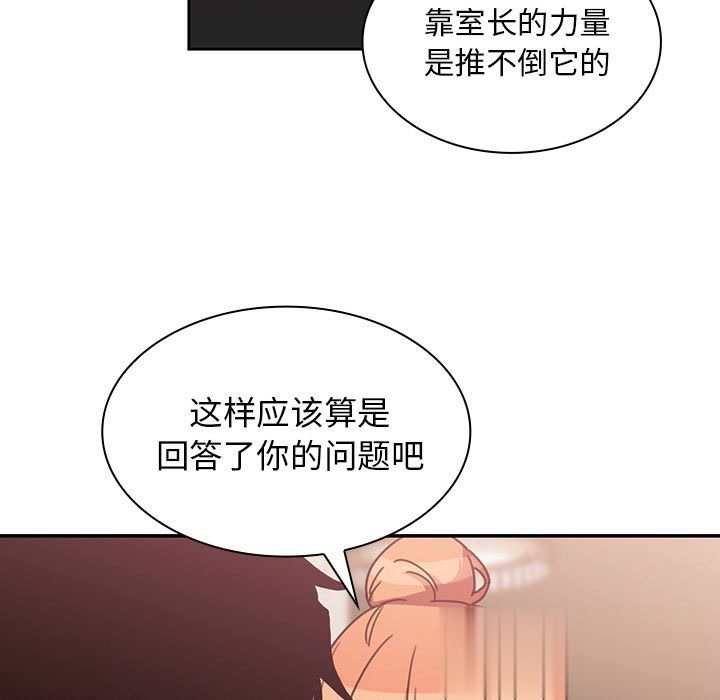 靠室长的力量
是推不倒它的
这样应该算是
回答了你的问题吧